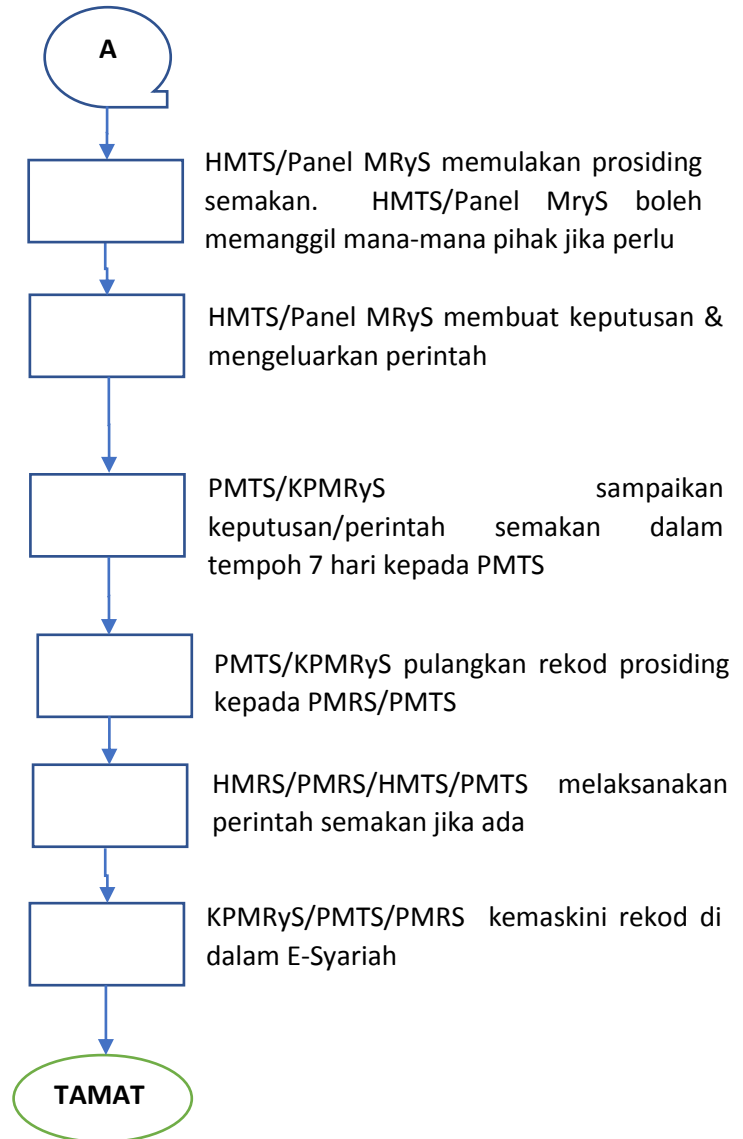 A
HMTS/Panel MRyS memulakan prosiding
semakan. HMTS/Panel MryS boleh
memanggil mana-mana pihak jika perlu
HMTS/Panel MRyS membuat keputusan &
mengeluarkan perintah
PMTS/KPMRyS sampaikan
keputusan/perintah semakan dalam
tempoh 7 hari kepada PMTS
PMTS/KPMRyS pulangkan rekod prosiding
kepada PMRS/PMTS
HMRS/PMRS/HMTS/PMTS melaksanakan
perintah semakan jika ada
KPMRyS/PMTS/PMRS kemaskini rekod di
dalam E-Syariah
TAMAT